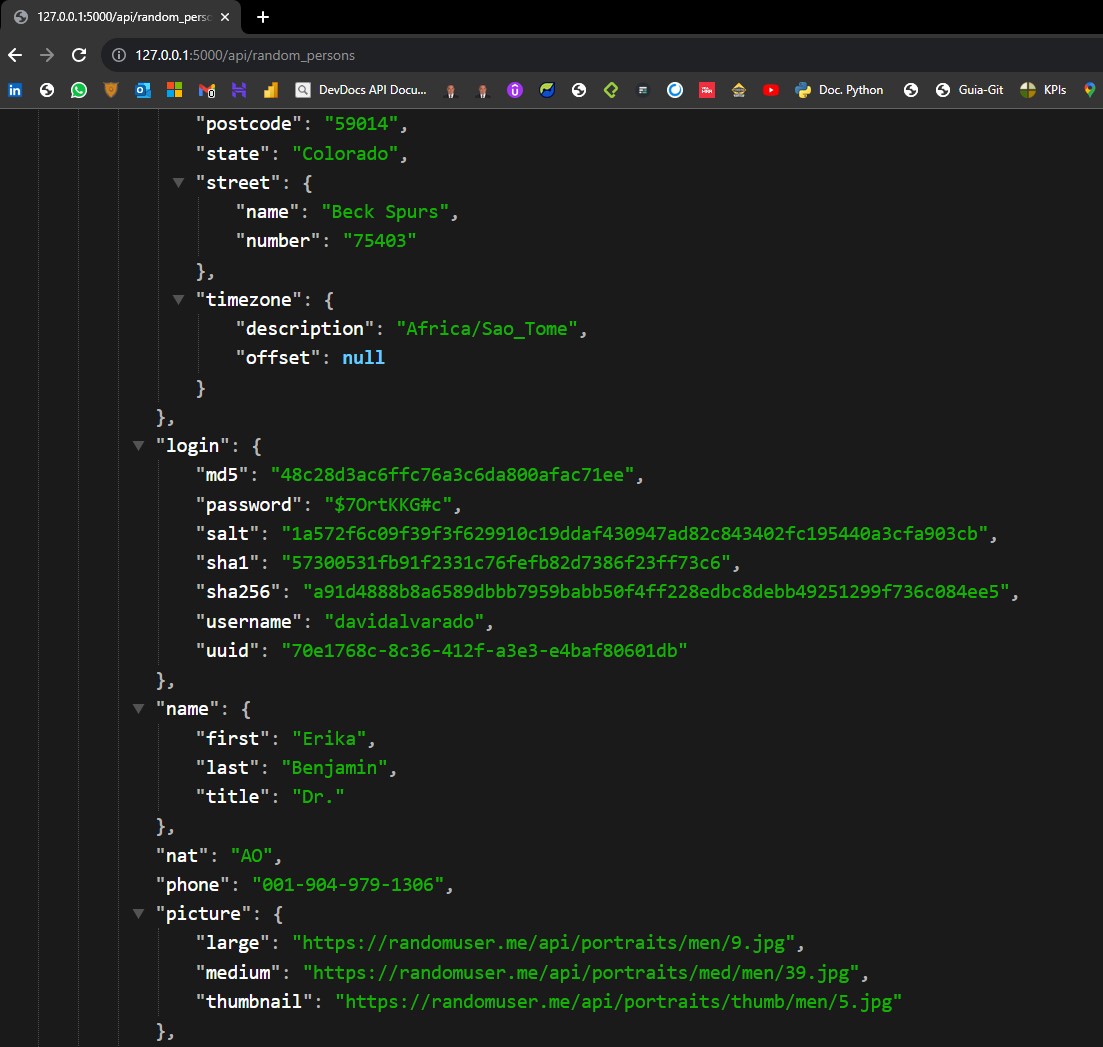 127.0.0.1:5000/api/random_perso
127.0.0.1:5000/api/random_persons
DevDocs API Docu... Doc. Python Guia-Git KPIs
"postcode": "59014",
"state": "Colorado",
"street": {
"name": "Beck Spurs",
"number": "75403"
},
"timezone": {
"description": "Africa/Sao_Tome",
"offset": null
}
},
"login": {
"md5": "48c28d3ac6ffc76a3c6da800afac71ee",
"password": "$7OrtKKG#c",
"salt": "1a572f6c09f39f3f629910c19ddaf430947ad82c843402fc195440a3cfa903cb",
"sha1": "57300531fb91f2331c76fefb82d7386f23ff73c6",
"sha256": "a91d4888b8a6589dbbb7959babb50f4ff228edbc8debb49251299f736c084ee5",
"username": "davidalvarado",
"uuid": "70e1768c-8c36-412f-a3e3-e4baf80601db"
},
"name": {
"first": "Erika",
"last": "Benjamin",
"title": "Dr."
},
"nat": "AO",
"phone": "001-904-979-1306",
"picture": {
"large": "https://randomuser.me/api/portraits/men/9.jpg",
"medium": "https://randomuser.me/api/portraits/med/men/39.jpg",
"thumbnail": "https://randomuser.me/api/portraits/thumb/men/5.jpg"
},